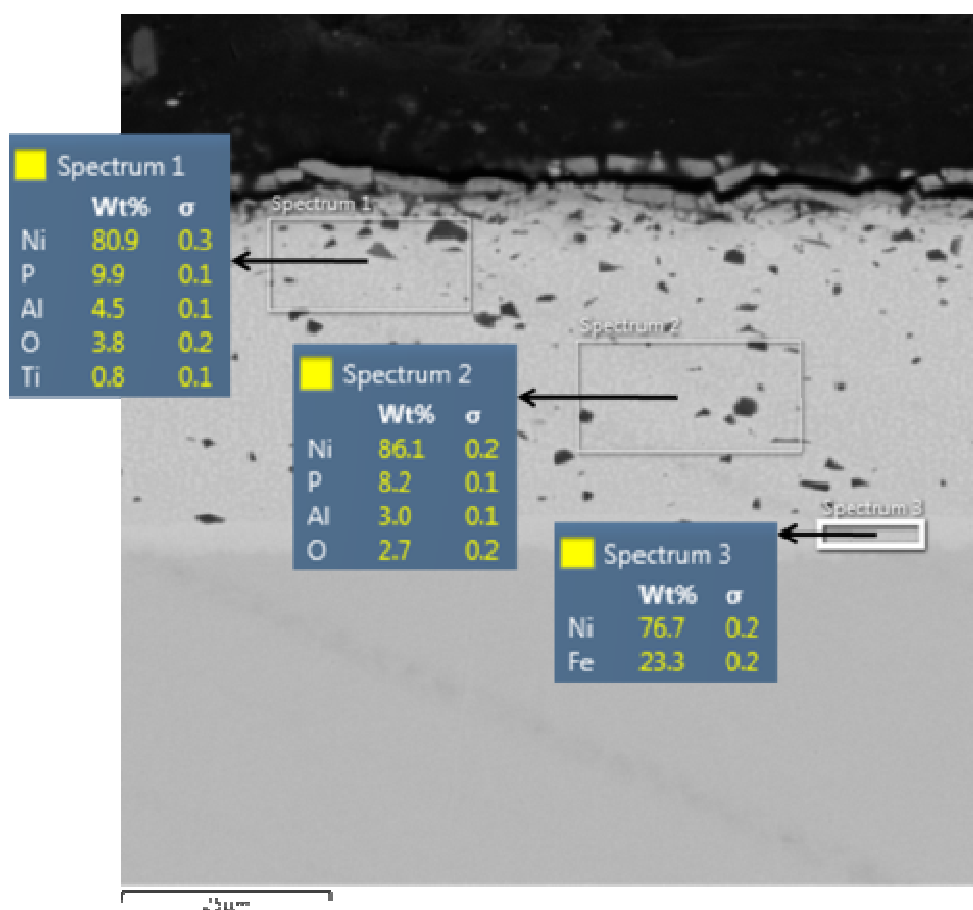 Spectrum 1
Wt% σ
Ni 80.9 0.3
P 9.9 0.1
Al 4.5 0.1
O 3.8 0.2
Ti 0.8 0.1
Spectrum 1
Spectrum 2
Spectrum 2
Wt% σ
Ni 86.1 0.2
P 8.2 0.1
Al 3.0 0.1
O 2.7 0.2
Spectrum 3
Spectrum 3
Wt% σ
Ni 76.7 0.2
Fe 23.3 0.2